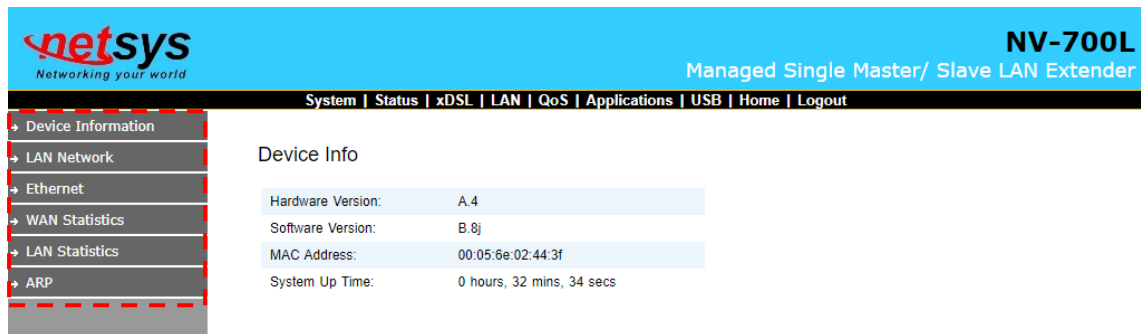 netsys
Networking your world
NV-700L
Managed Single Master/ Slave LAN Extender
System | Status | xDSL | LAN | QoS | Applications | USB | Home | Logout
Device Information
LAN Network
Ethernet
WAN Statistics
LAN Statistics
ARP
Device Info
Hardware Version: A.4
Software Version: B.8j
MAC Address: 00:05:6e:02:44:3f
System Up Time: 0 hours, 32 mins, 34 secs